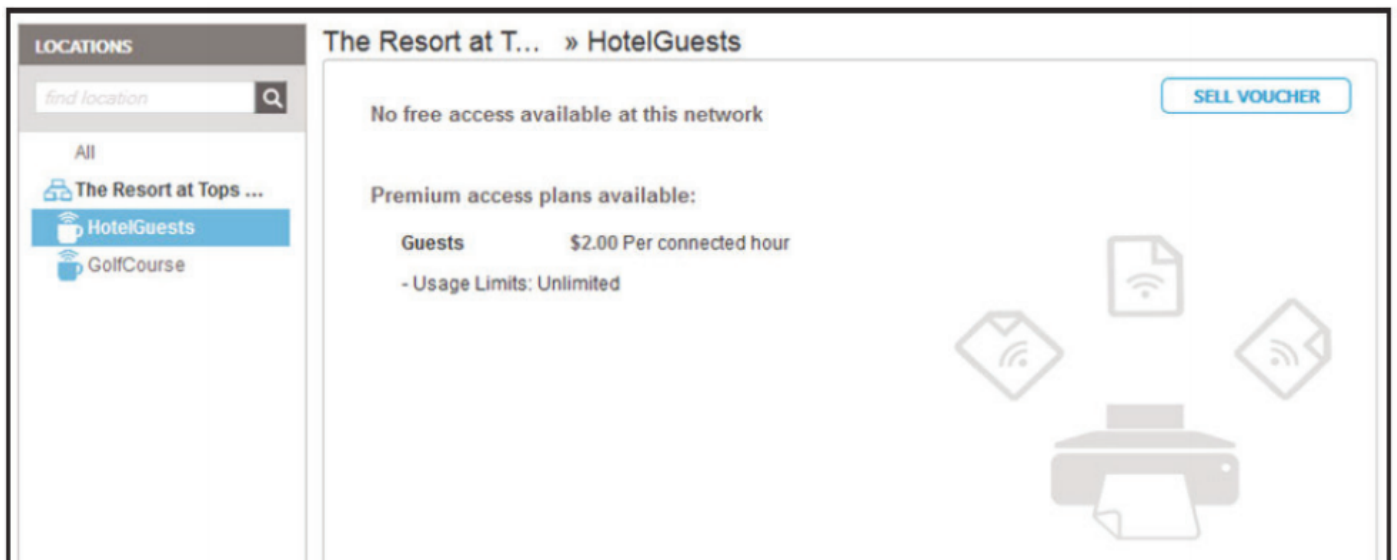 LOCATIONS
find location
All
The Resort at Tops ...
HotelGuests
GolfCourse
The Resort at T... » HotelGuests
SELL VOUCHER
No free access available at this network
Premium access plans available:
Guests $2.00 Per connected hour
- Usage Limits: Unlimited